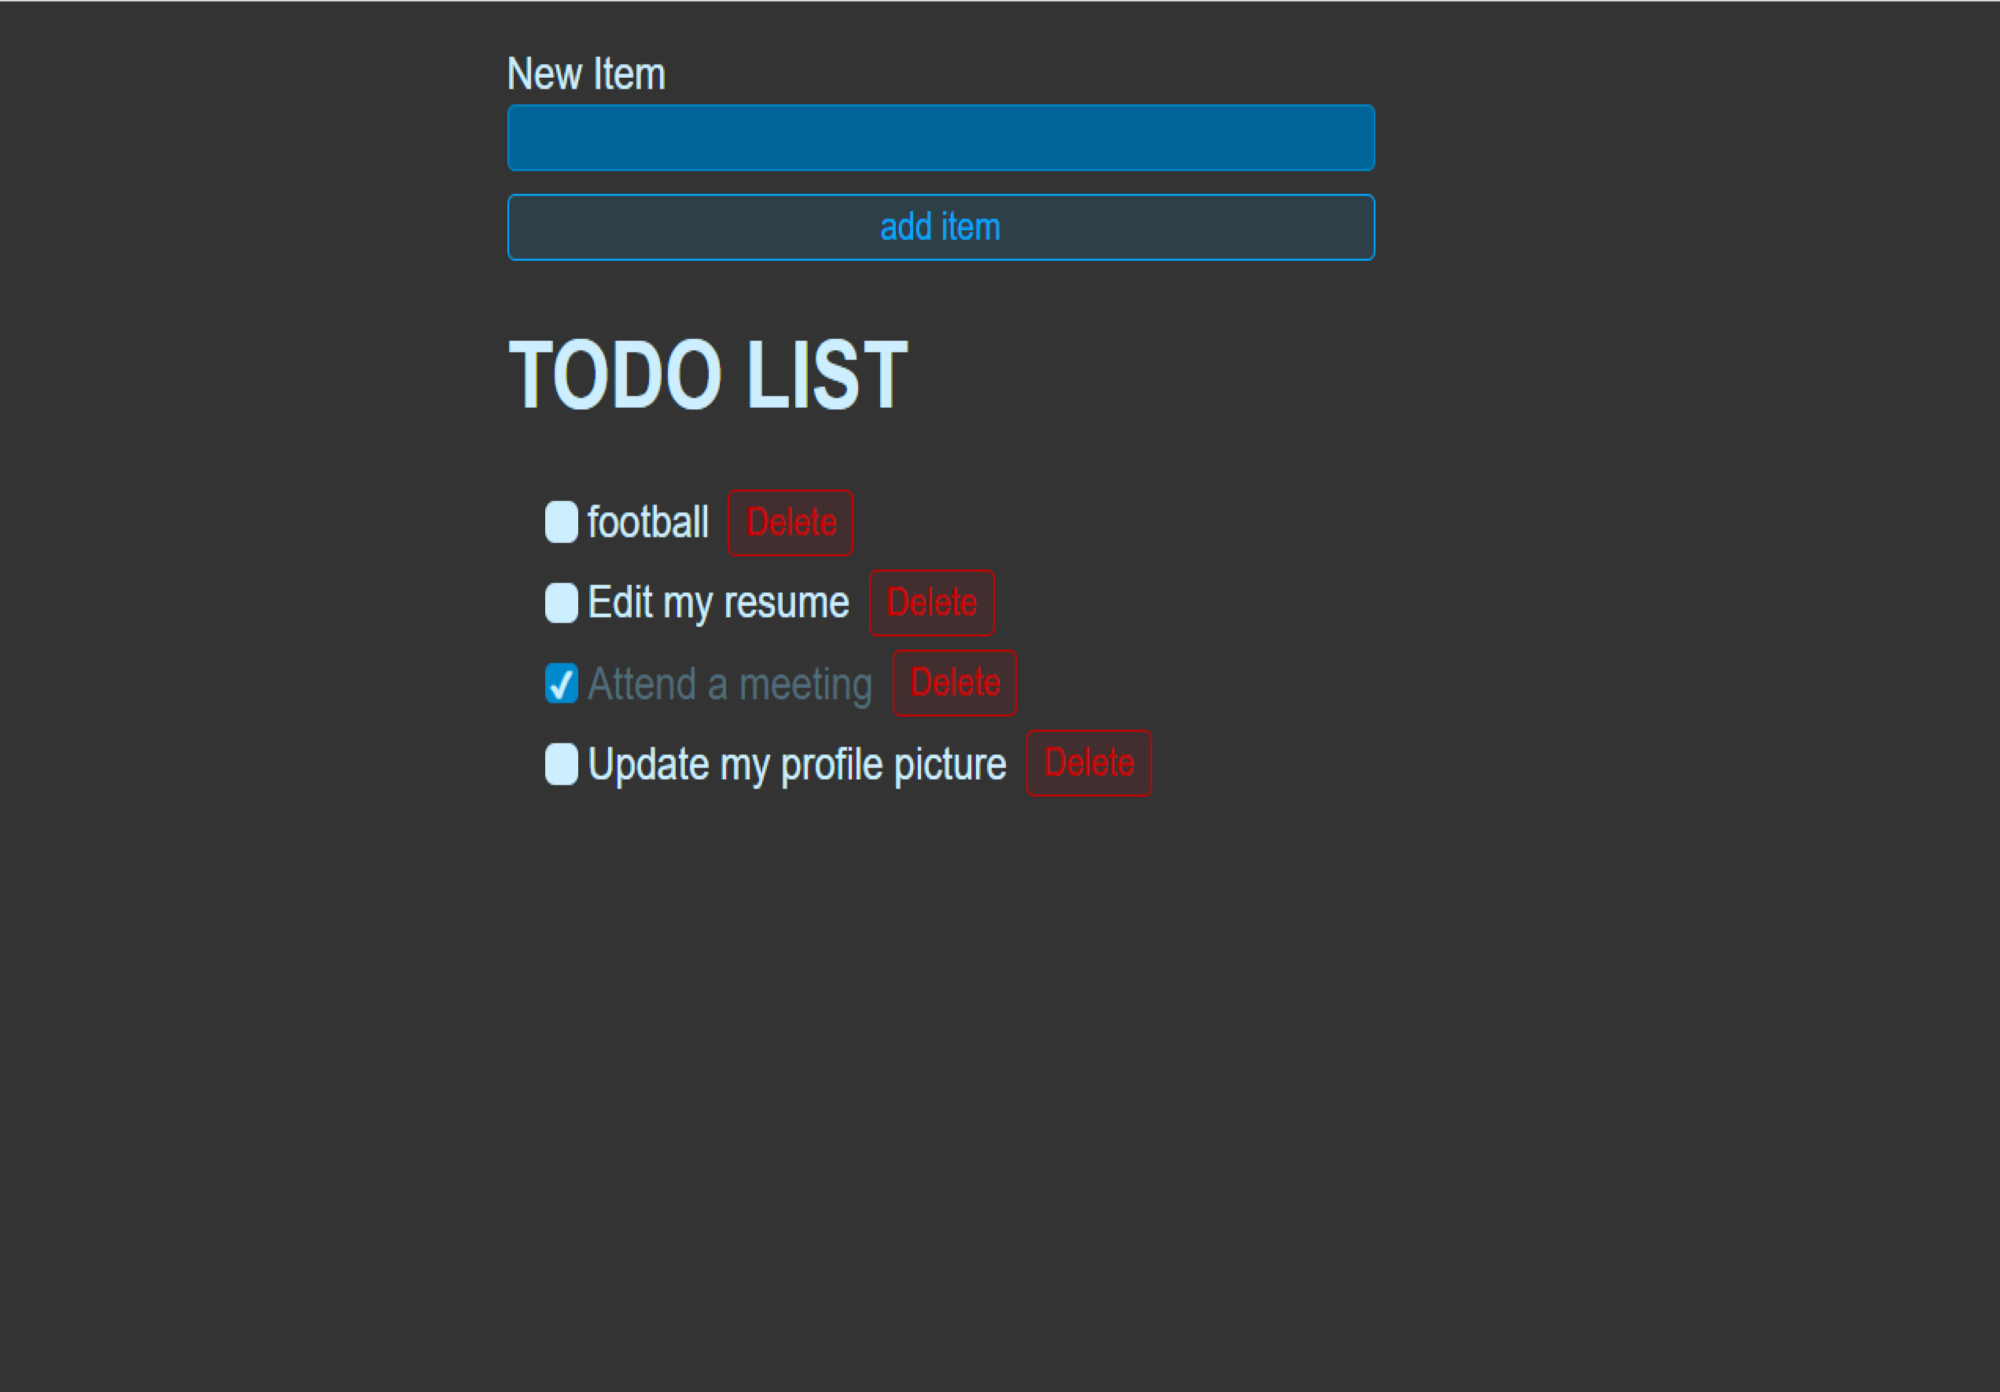 New Item
add item
TODO LIST
football Delete
Edit my resume Delete
Attend a meeting Delete
Update my profile picture Delete